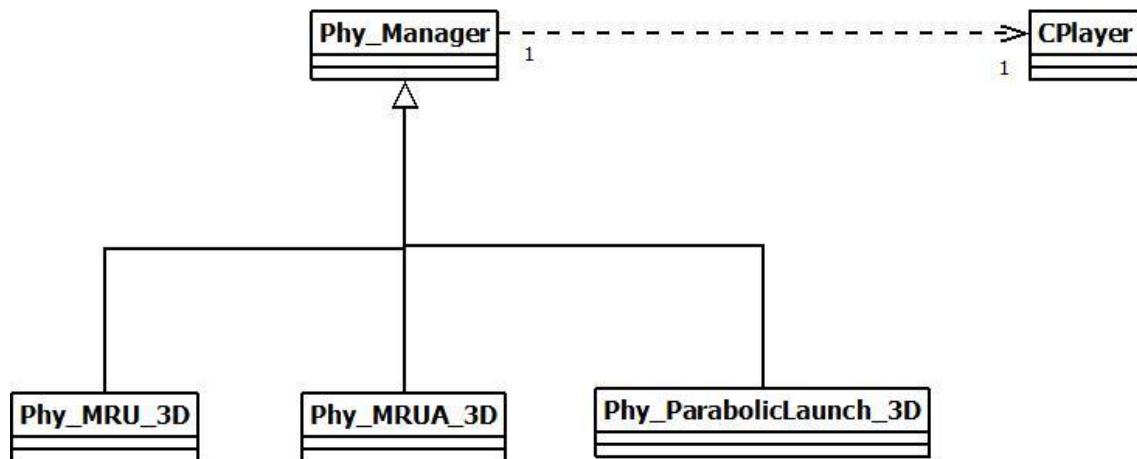 Phy_Manager
CPlayer
1
1
Phy_MRU_3D
Phy_MRUA_3D
Phy_ParabolicLaunch_3D